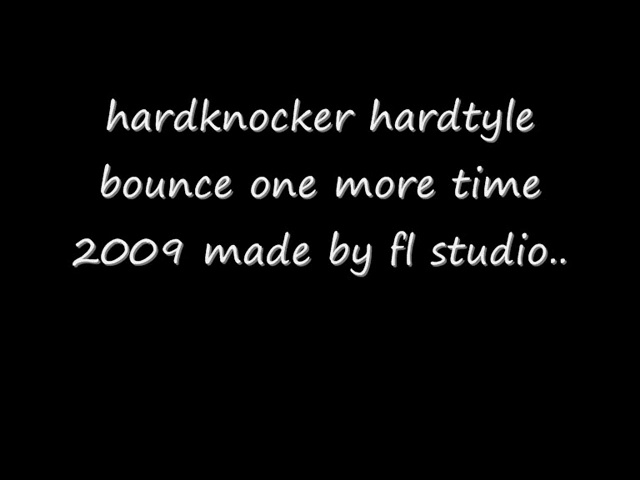 hardknocker hardtyle
bounce one more time
2009 made by fl studio..